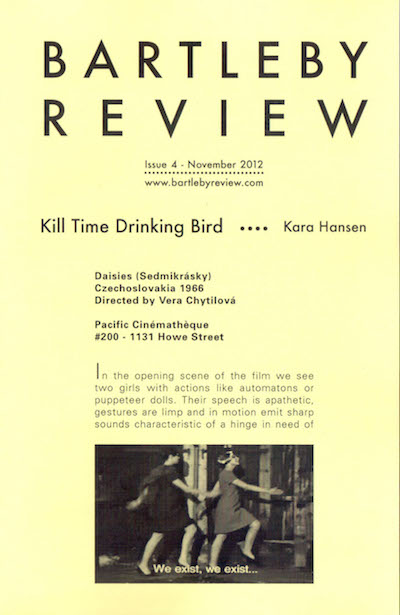 BARTLEBY
REVIEW
Issue 4 - November 2012
www.bartlebyreview.com
Kill Time Drinking Bird •••• Kara Hansen
Daisies (Sedmikrásky)
Czechoslovakia 1966
Directed by Vera Chytilová
Pacific Cinémathèque
#200 - 1131 Howe Street
In the opening scene of the film we see
two girls with actions like automatons or
puppeteer dolls. Their speech is apathetic,
gestures are limp and in motion emit sharp
sounds characteristic of a hinge in need of
We exist, we exist...